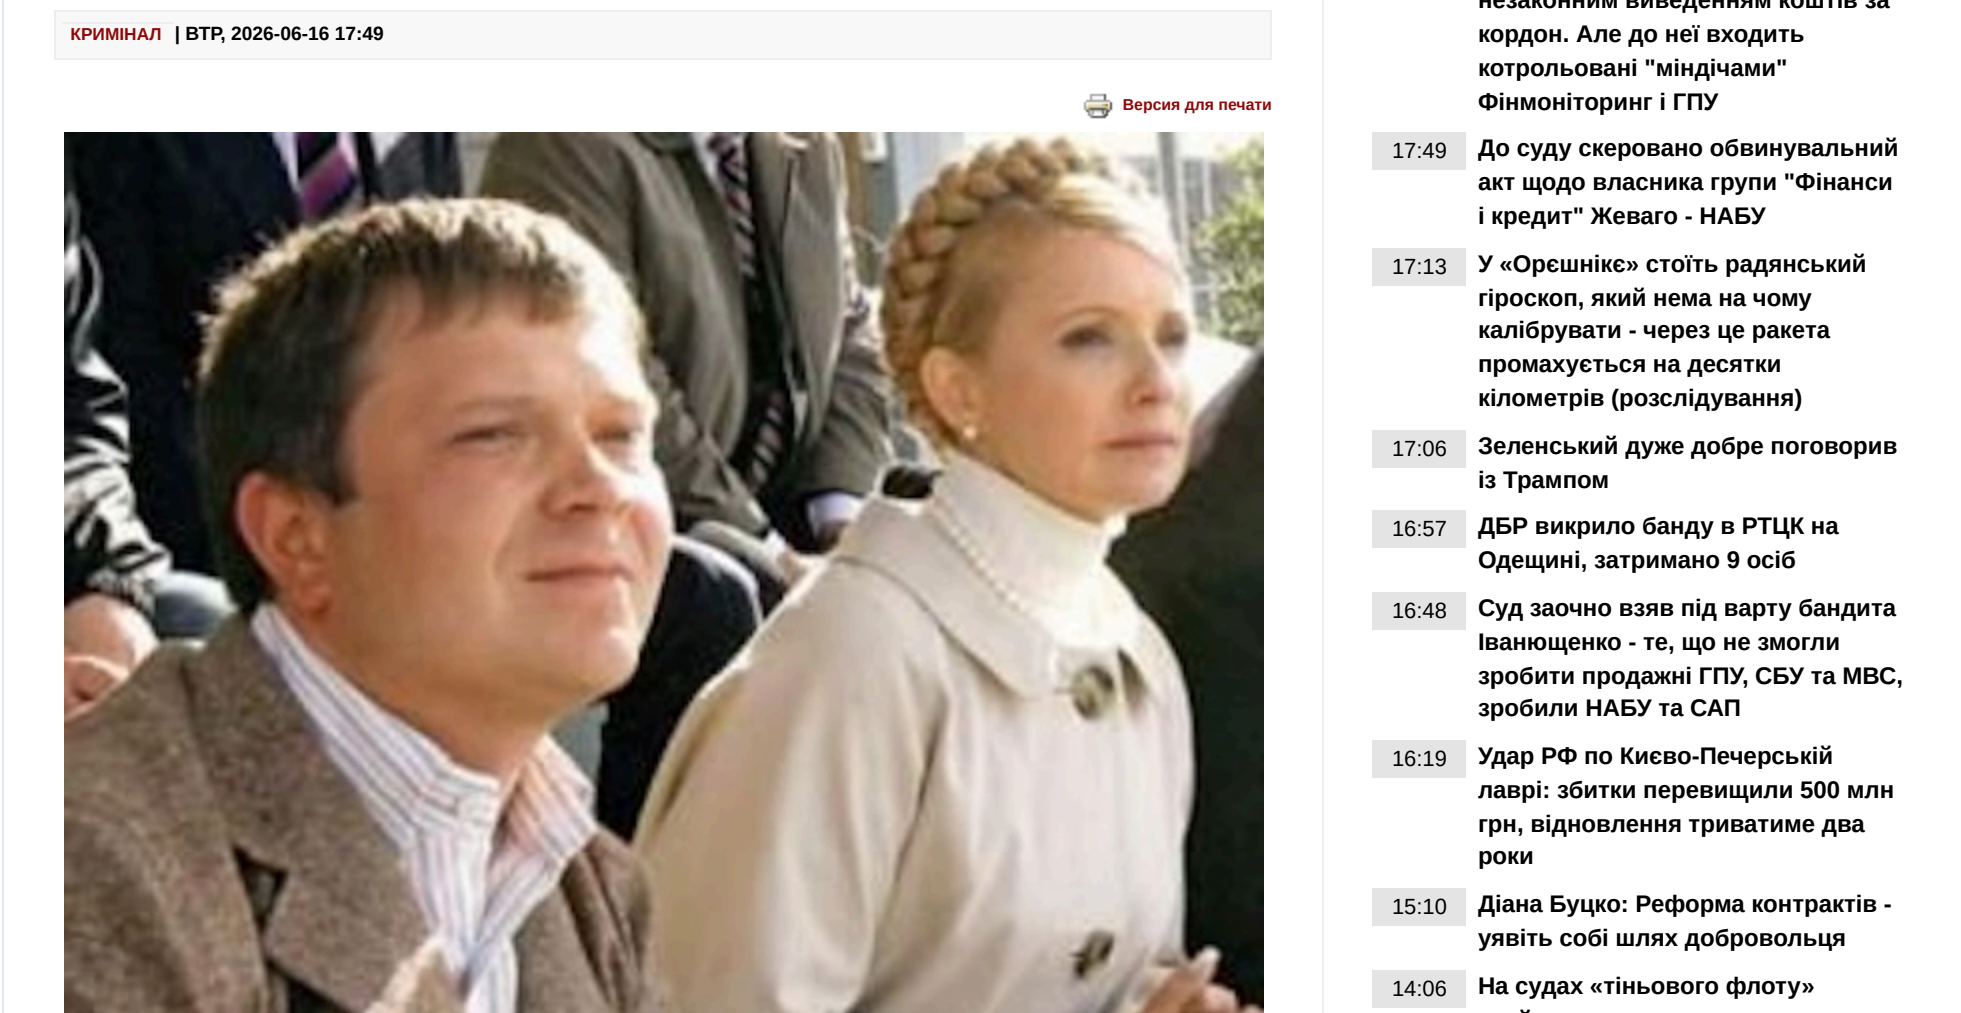 КРИМІНАЛ | ВТР, 2026-06-16 17:49
Версия для печати
незаконним виведенням коштів за
кордон. Але до неї входить
котрольовані "міндічами"
Фінмоніторинг і ГПУ
17:49 До суду скеровано обвинувальний
акт щодо власника групи "Фінанси
і кредит" Жеваго - НАБУ
17:13 У «Орєшнікє» стоїть радянський
гіроскоп, який нема на чому
калібрувати - через це ракета
промахується на десятки
кілометрів (розслідування)
17:06 Зеленський дуже добре поговорив
із Трампом
16:57 ДБР викрило банду в РТЦК на
Одещині, затримано 9 осіб
16:48 Суд заочно взяв під варту бандита
Іванющенко - те, що не змогли
зробити продажні ГПУ, СБУ та МВС,
зробили НАБУ та САП
16:19 Удар РФ по Києво-Печерській
лаврі: збитки перевищили 500 млн
грн, відновлення триватиме два
роки
15:10 Діана Буцко: Реформа контрактів -
уявіть собі шлях добровольця
14:06 На судах «тіньового флоту»